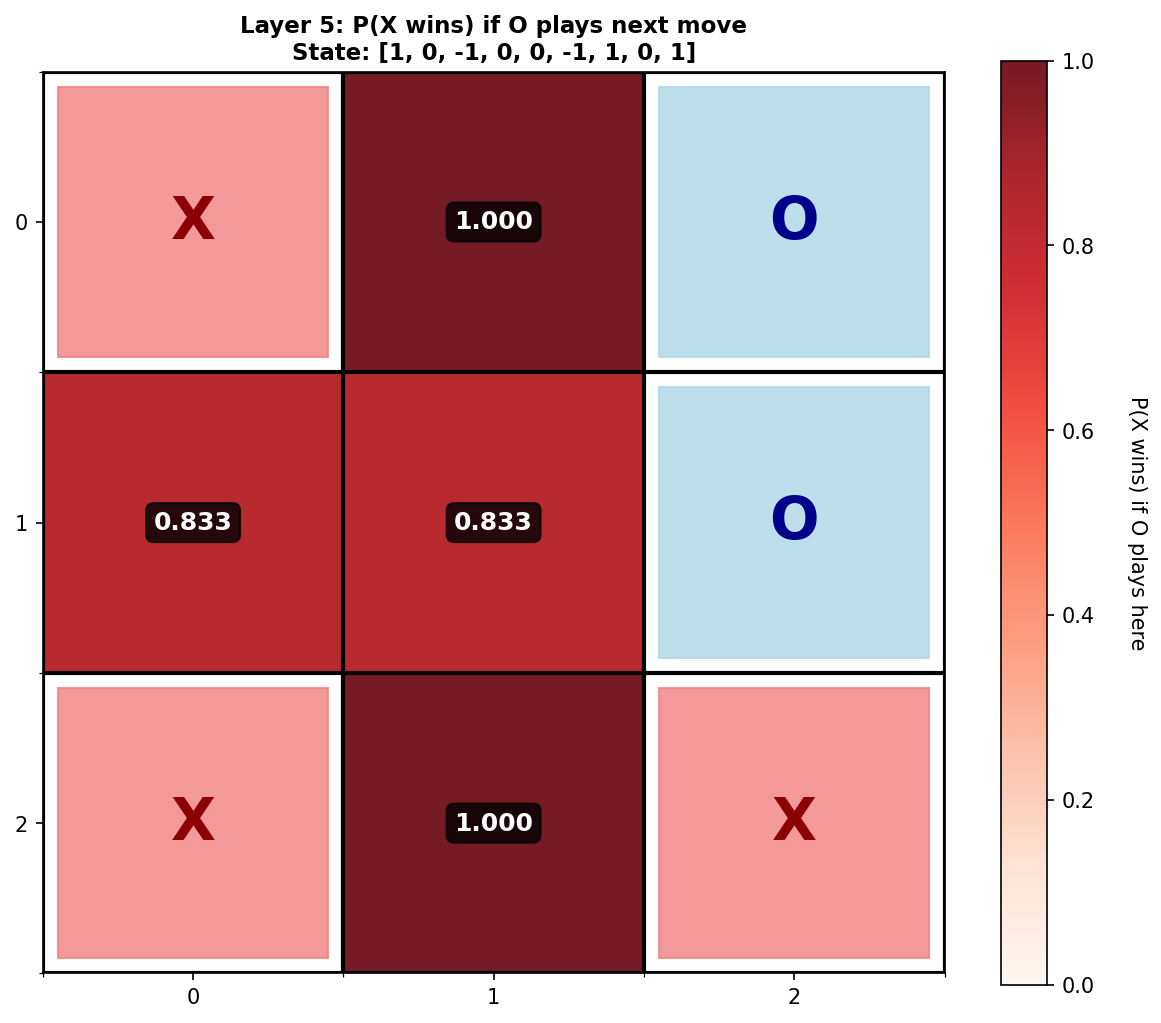 Layer 5: P(X wins) if O plays next move
State: [1, 0, -1, 0, 0, -1, 1, 0, 1]
0
X
1.000
O
1
0.833
0.833
O
2
X
1.000
X
0
1
2
1.0
0.8
0.6
0.4
0.2
0.0
P(X wins) if O plays here